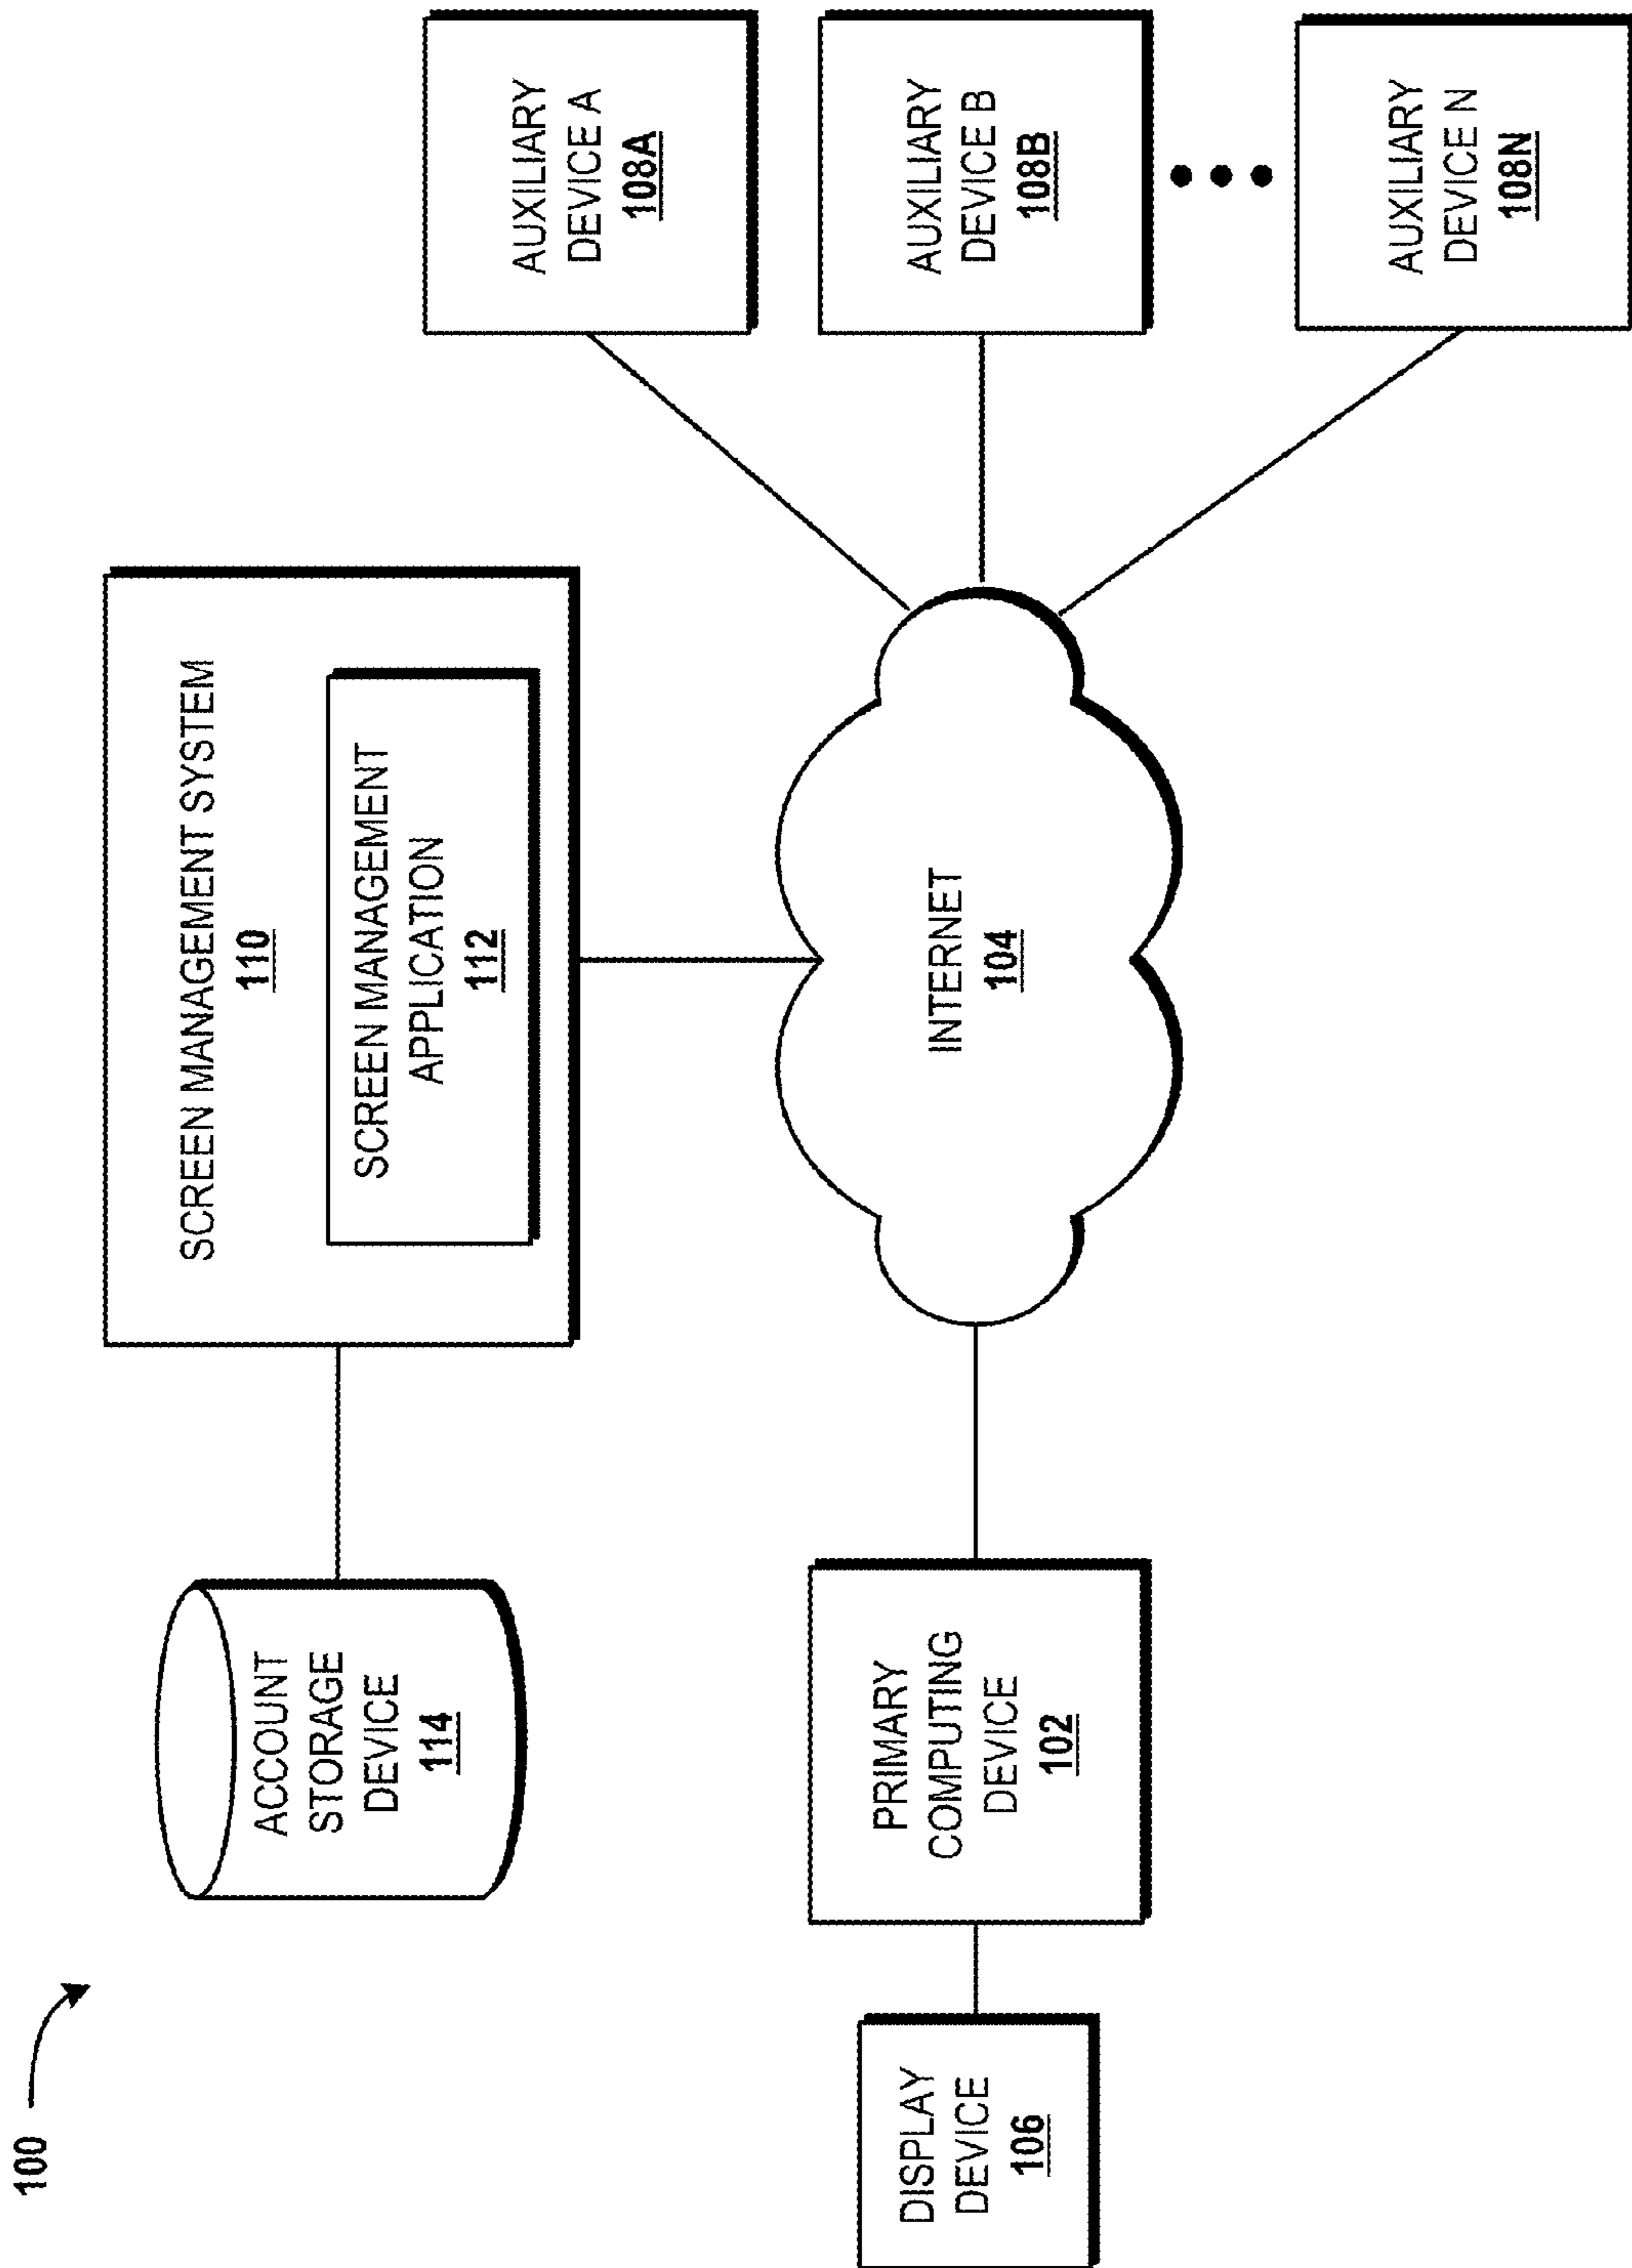 100
SCREEN MANAGEMENT SYSTEM
110
SCREEN MANAGEMENT
APPLICATION
112
ACCOUNT
STORAGE
DEVICE
114
DISPLAY
DEVICE
106
PRIMARY
COMPUTING
DEVICE
102
INTERNET
104
AUXILIARY
DEVICE A
108A
AUXILIARY
DEVICE B
108B
AUXILIARY
DEVICE N
108N